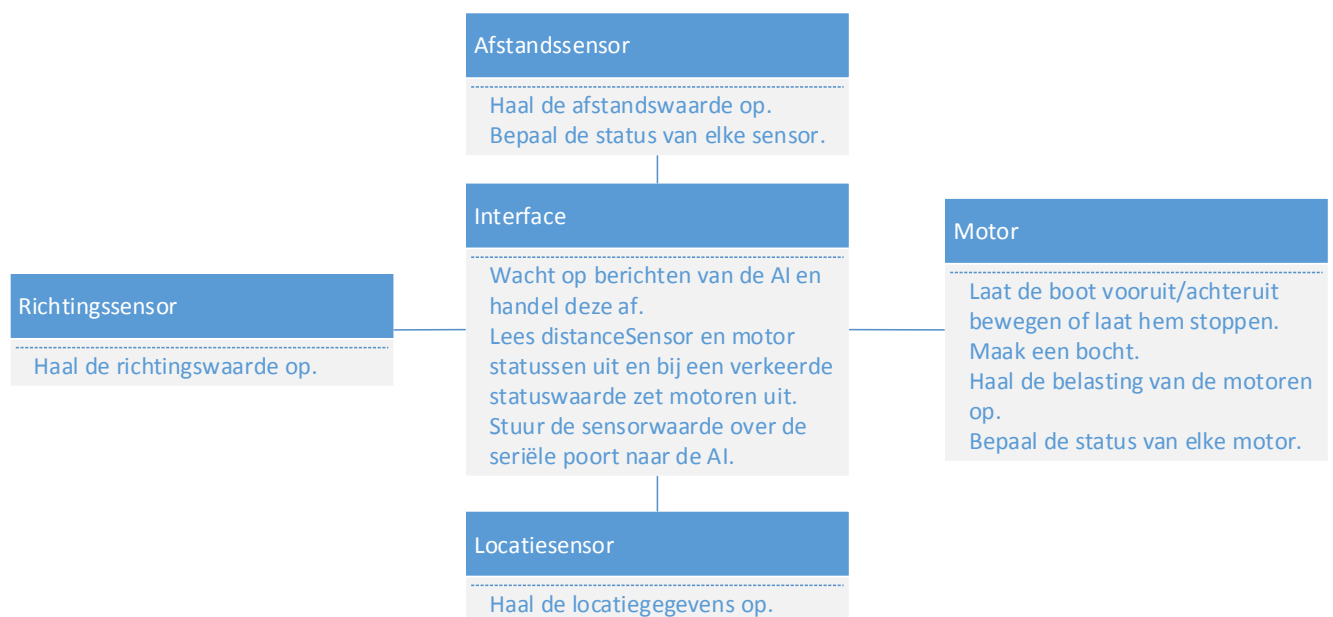 Afstandssensor
Haal de afstandswaarde op.
Bepaal de status van elke sensor.
Interface
Wacht op berichten van de AI en
handel deze af.
Lees distanceSensor en motor
statussen uit en bij een verkeerde
statuswaarde zet motoren uit.
Stuur de sensorwaarde over de
seriële poort naar de AI.
Motor
Laat de boot vooruit/achteruit
bewegen of laat hem stoppen.
Maak een bocht.
Haal de belasting van de motoren
op.
Bepaal de status van elke motor.
Richtingssensor
Haal de richtingswaarde op.
Locatiesensor
Haal de locatiegegevens op.